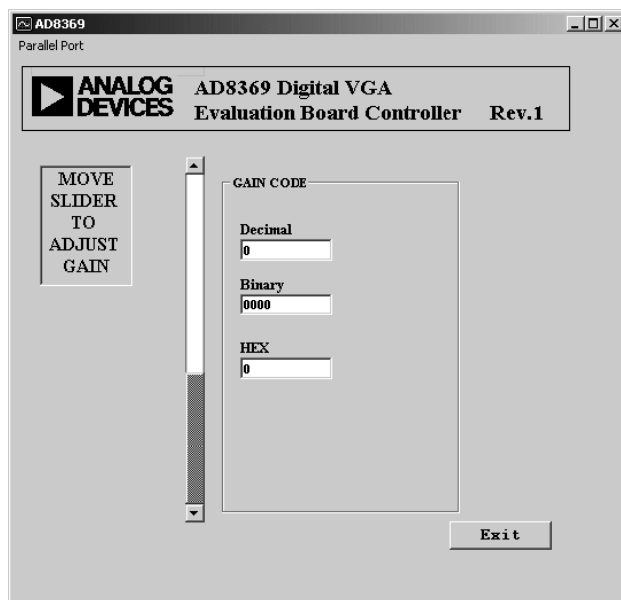 AD8369
Parallel Port
ANALOG
DEVICES
AD8369 Digital VGA
Evaluation Board Controller Rev.1
MOVE
SLIDER
TO
ADJUST
GAIN
GAIN CODE
Decimal
0
Binary
0000
HEX
0
Exit